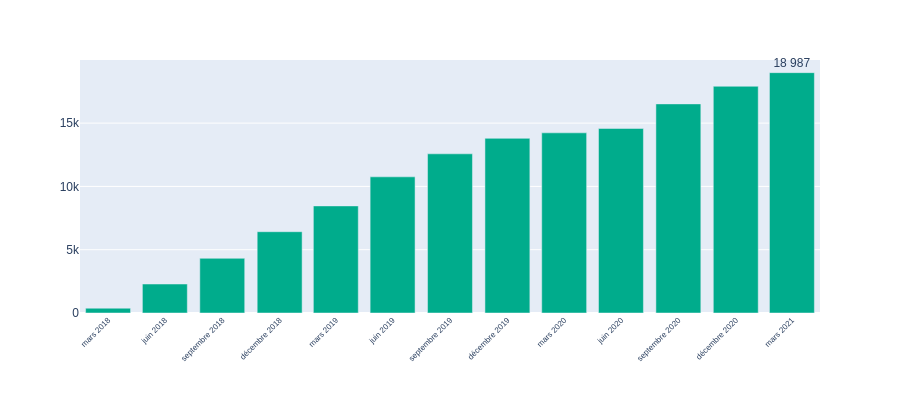 18 987
15k
10k
5k
0
mars 2018
juin 2018
septembre 2018
décembre 2018
mars 2019
juin 2019
septembre 2019
décembre 2019
mars 2020
juin 2020
septembre 2020
décembre 2020
mars 2021